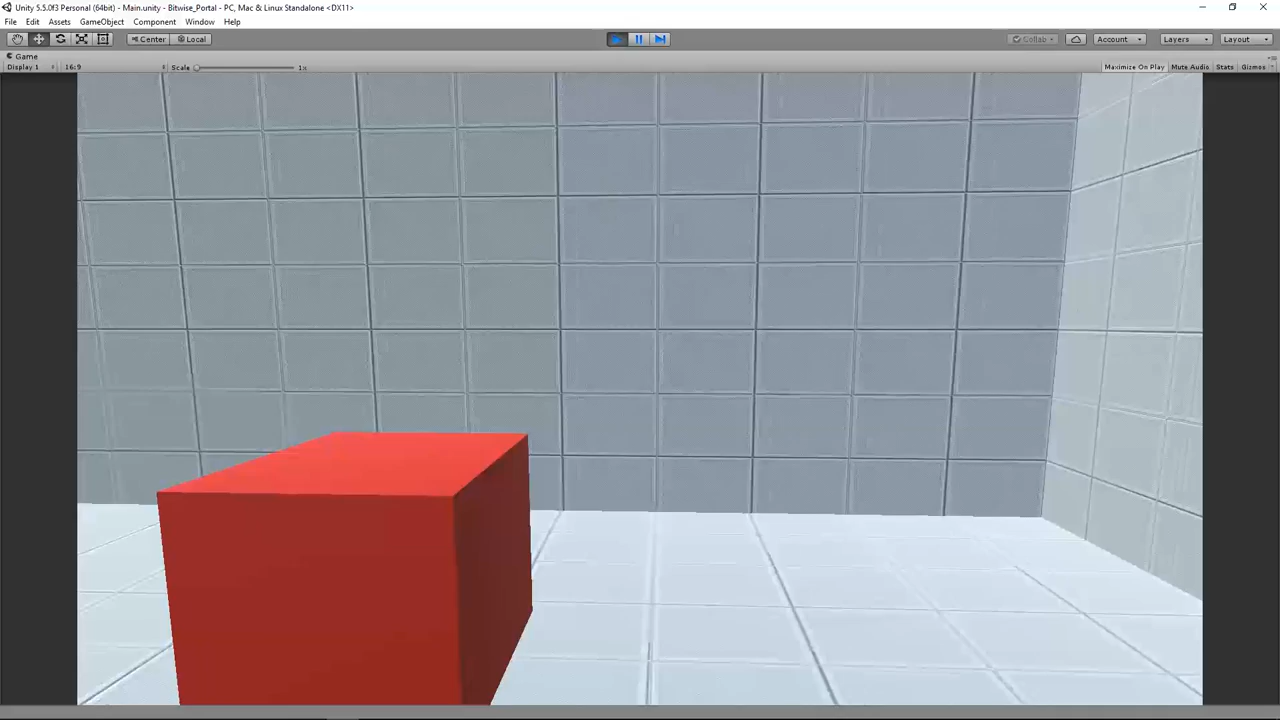 Unity 5.5.0f3 Personal (64bit) - Main.unity - Bitwise_Portal - PC, Mac & Linux Standalone <DX11>
File Edit Assets GameObject Component Window Help
Center Local Collab Account Layers Layout
Game
Display 1 16:9 Scale 1x Maximize On Play Mute Audio Stats Gizmos